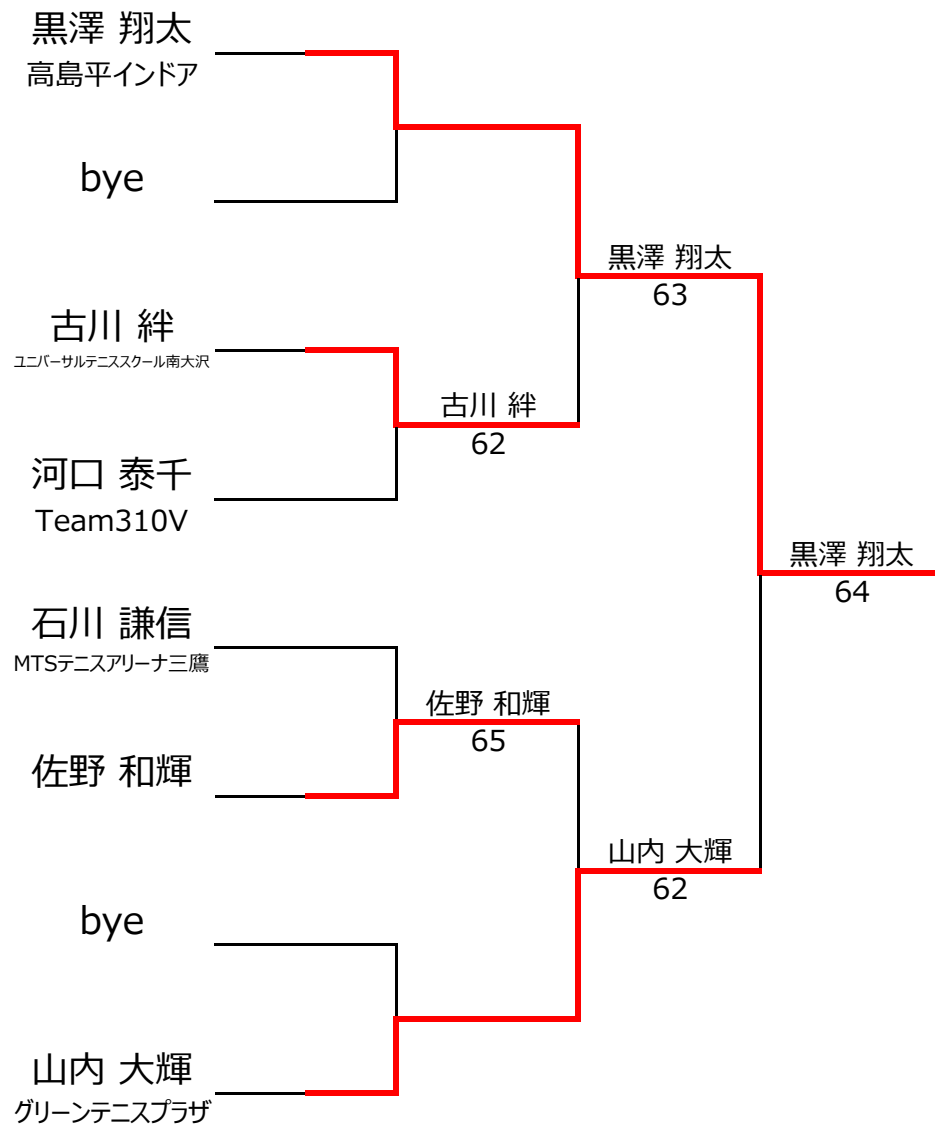 黒澤 翔太
高島平インドア
bye
古川 絆
ユニバーサルテニススクール南大沢
河口 泰千
Team310V
石川 謙信
MTSテニスアリーナ三鷹
佐野 和輝
bye
山内 大輝
グリーンテニスプラザ
古川 絆
62
佐野 和輝
65
黒澤 翔太
63
山内 大輝
62
黒澤 翔太
64